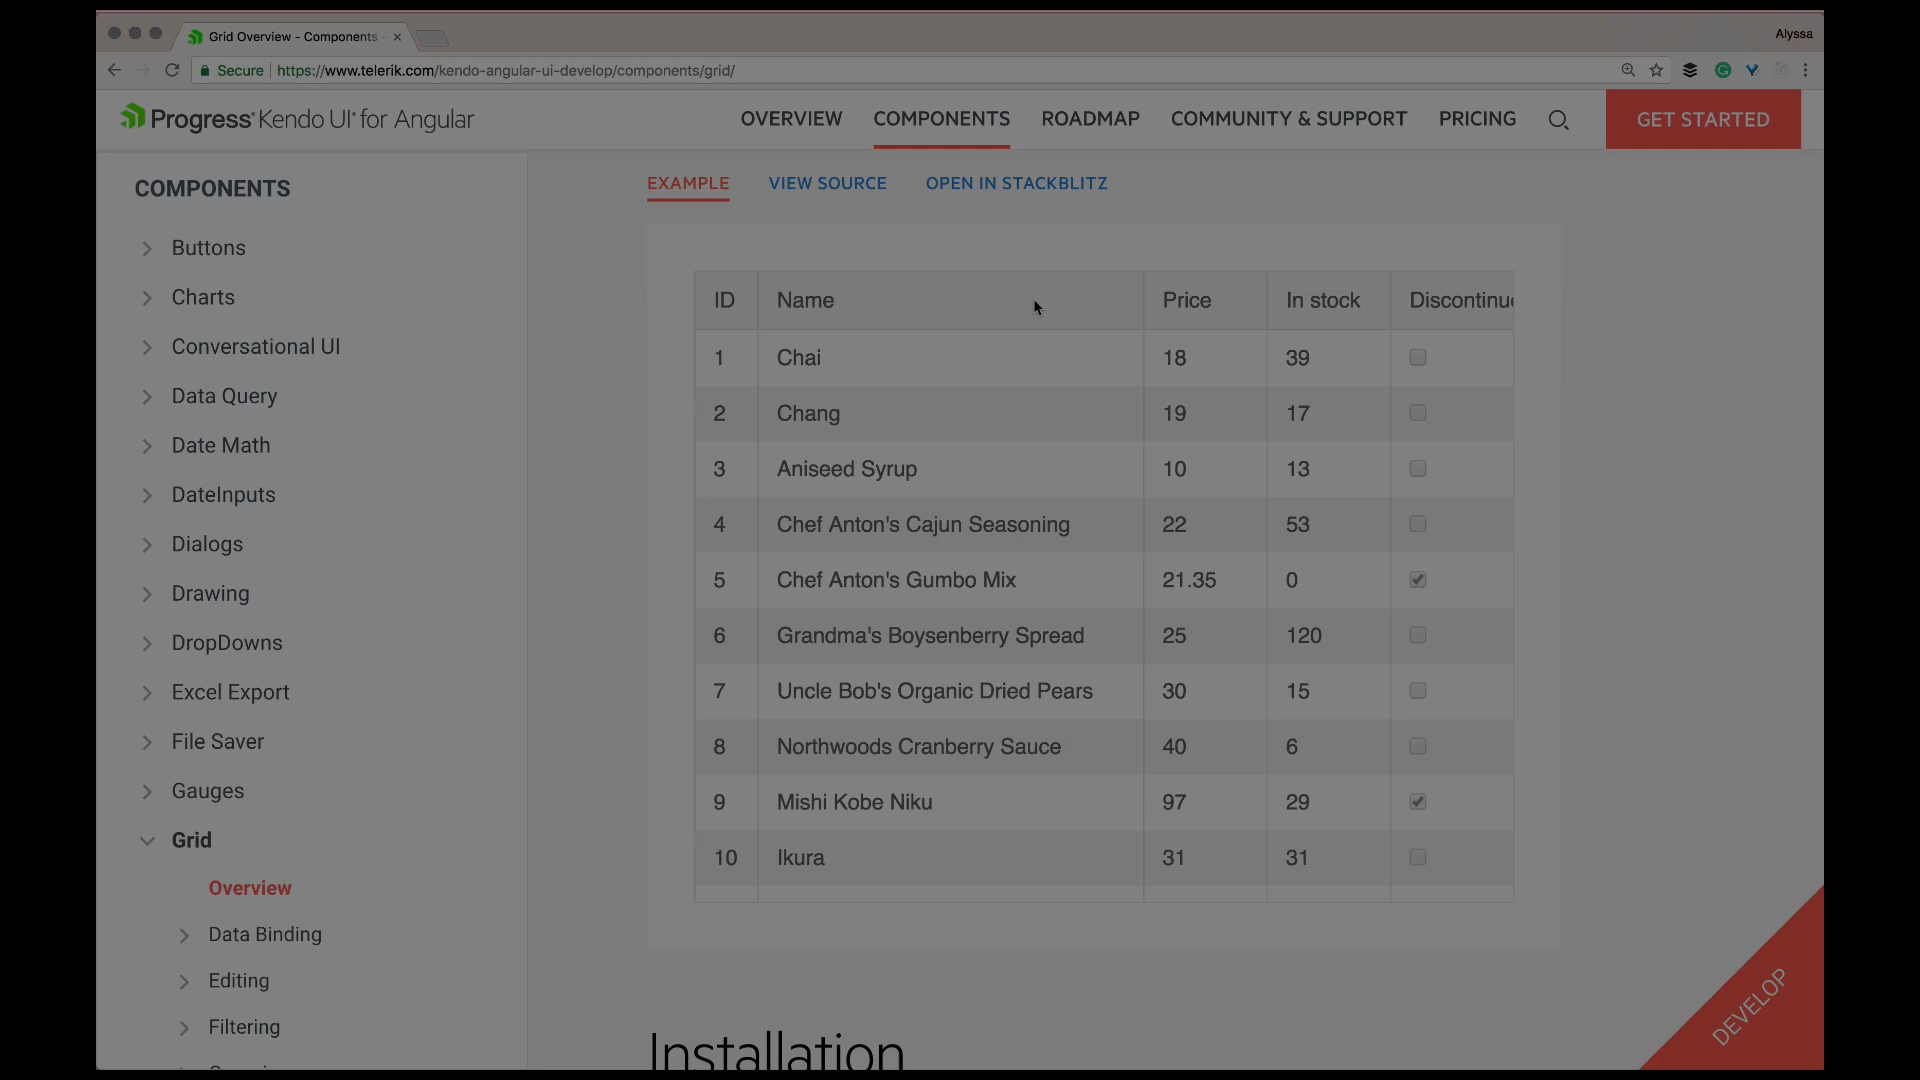 Grid Overview - Components
Alyssa
Secure https://www.telerik.com/kendo-angular-ui-develop/components/grid/
Progress Kendo UI for Angular
OVERVIEW COMPONENTS ROADMAP COMMUNITY & SUPPORT PRICING GET STARTED
COMPONENTS
Buttons
Charts
Conversational UI
Data Query
Date Math
DateInputs
Dialogs
Drawing
DropDowns
Excel Export
File Saver
Gauges
Grid
Overview
Data Binding
Editing
Filtering
EXAMPLE VIEW SOURCE OPEN IN STACKBLITZ
ID Name Price In stock Discontinue
1 Chai 18 39
2 Chang 19 17
3 Aniseed Syrup 10 13
4 Chef Anton's Cajun Seasoning 22 53
5 Chef Anton's Gumbo Mix 21.35 0
6 Grandma's Boysenberry Spread 25 120
7 Uncle Bob's Organic Dried Pears 30 15
8 Northwoods Cranberry Sauce 40 6
9 Mishi Kobe Niku 97 29
10 Ikura 31 31
Installation
DEVELOP